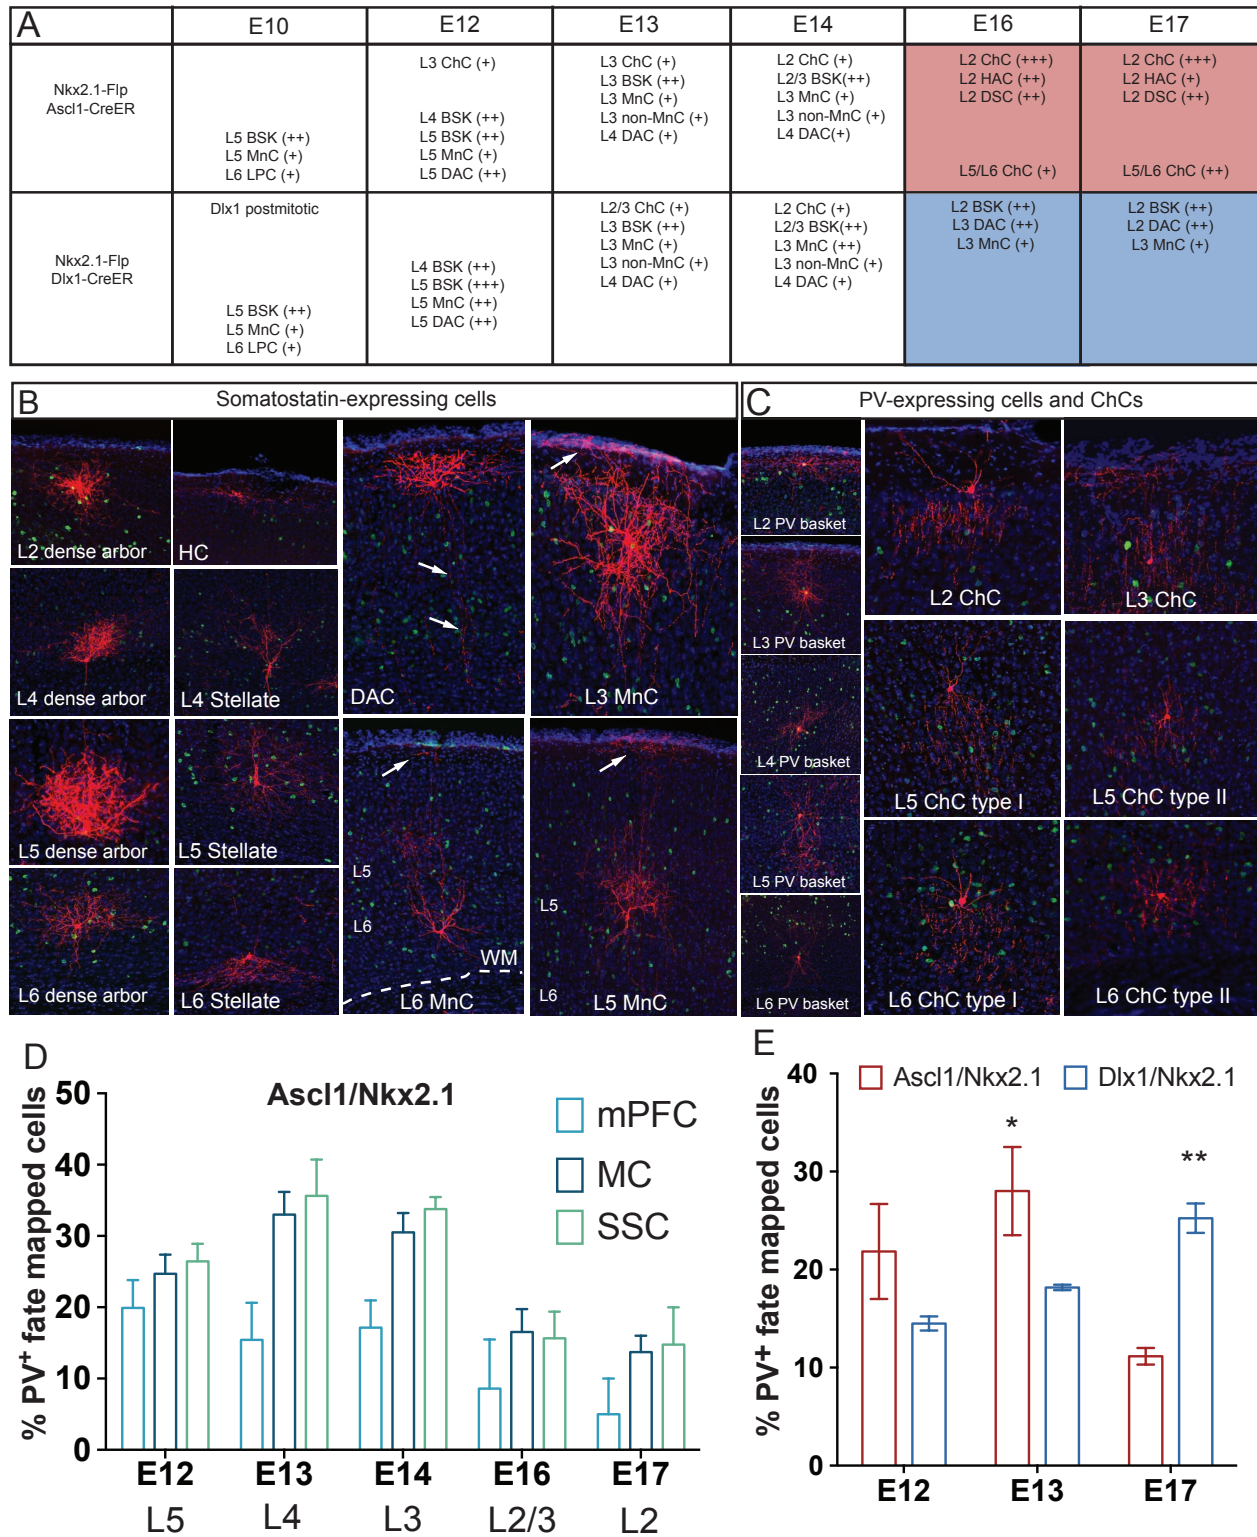 A
E10
E12
E13
E14
E16
E17
Nkx2.1-Flp
Ascl1-CreER
L5 BSK (++)
L5 MnC (+)
L6 LPC (+)
L3 ChC (+)
L4 BSK (++)
L5 BSK (++)
L5 MnC (+)
L5 DAC (++)
L3 ChC (+)
L3 BSK (++)
L3 MnC (+)
L3 non-MnC (+)
L4 DAC (+)
L2 ChC (+)
L2/3 BSK(++)
L3 MnC (+)
L3 non-MnC (+)
L4 DAC(+)
L2 ChC (+++)
L2 HAC (++)
L2 DSC (++)
L5/L6 ChC (+)
L2 ChC (+++)
L2 HAC (+)
L2 DSC (++)
L5/L6 ChC (++)
Nkx2.1-Flp
Dlx1-CreER
Dlx1 postmitotic
L5 BSK (++)
L5 MnC (+)
L6 LPC (+)
L4 BSK (++)
L5 BSK (+++)
L5 MnC (++)
L5 DAC (++)
L2/3 ChC (+)
L3 BSK (++)
L3 MnC (+)
L3 non-MnC (+)
L4 DAC (+)
L2 ChC (+)
L2/3 BSK(++)
L3 MnC (++)
L3 non-MnC (+)
L4 DAC (+)
L2 BSK (++)
L3 DAC (++)
L3 MnC (+)
L2 BSK (++)
L2 DAC (++)
L3 MnC (+)
B
Somatostatin-expressing cells
L2 dense arbor
HC
L4 dense arbor
L4 Stellate
DAC
L3 MnC
L5 dense arbor
L5 Stellate
L6 dense arbor
L6 Stellate
L5
L6
WM
L6 MnC
L5
L6
L5 MnC
C
PV-expressing cells and ChCs
L2 PV basket
L3 PV basket
L4 PV basket
L5 PV basket
L6 PV basket
L2 ChC
L3 ChC
L5 ChC type I
L5 ChC type II
L6 ChC type I
L6 ChC type II
D
Ascl1/Nkx2.1
% PV+ fate mapped cells
50
40
30
20
10
0
mPFC
MC
SSC
E12
E13
E14
E16
E17
L5
L4
L3
L2/3
L2
E
% PV+ fate mapped cells
40
30
20
10
0
Ascl1/Nkx2.1
Dlx1/Nkx2.1
*
**
E12
E13
E17